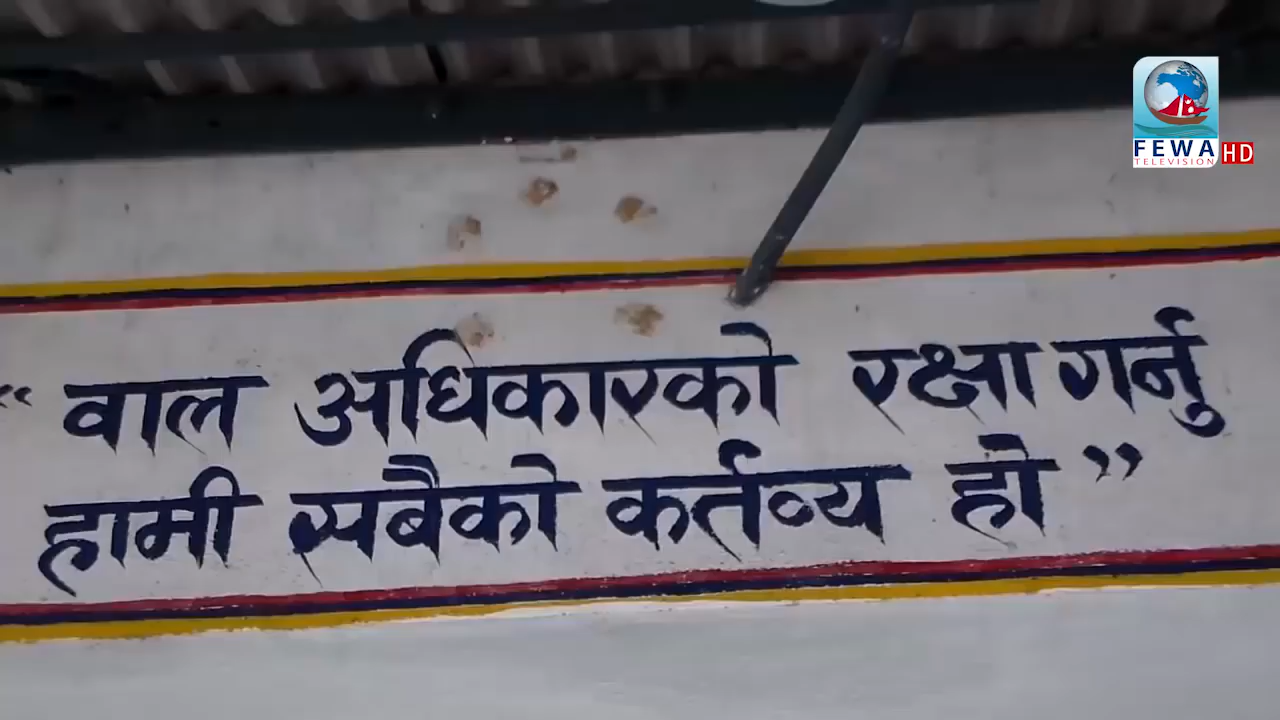 FEWA
TELEVISION HD
“ वाल अधिकारको रक्षा गर्नु
हामी सबैको कर्तव्य हो ”